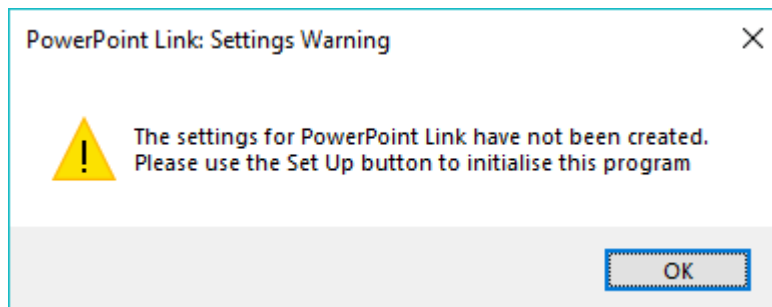 PowerPoint Link: Settings Warning
The settings for PowerPoint Link have not been created.
Please use the Set Up button to initialise this program
OK